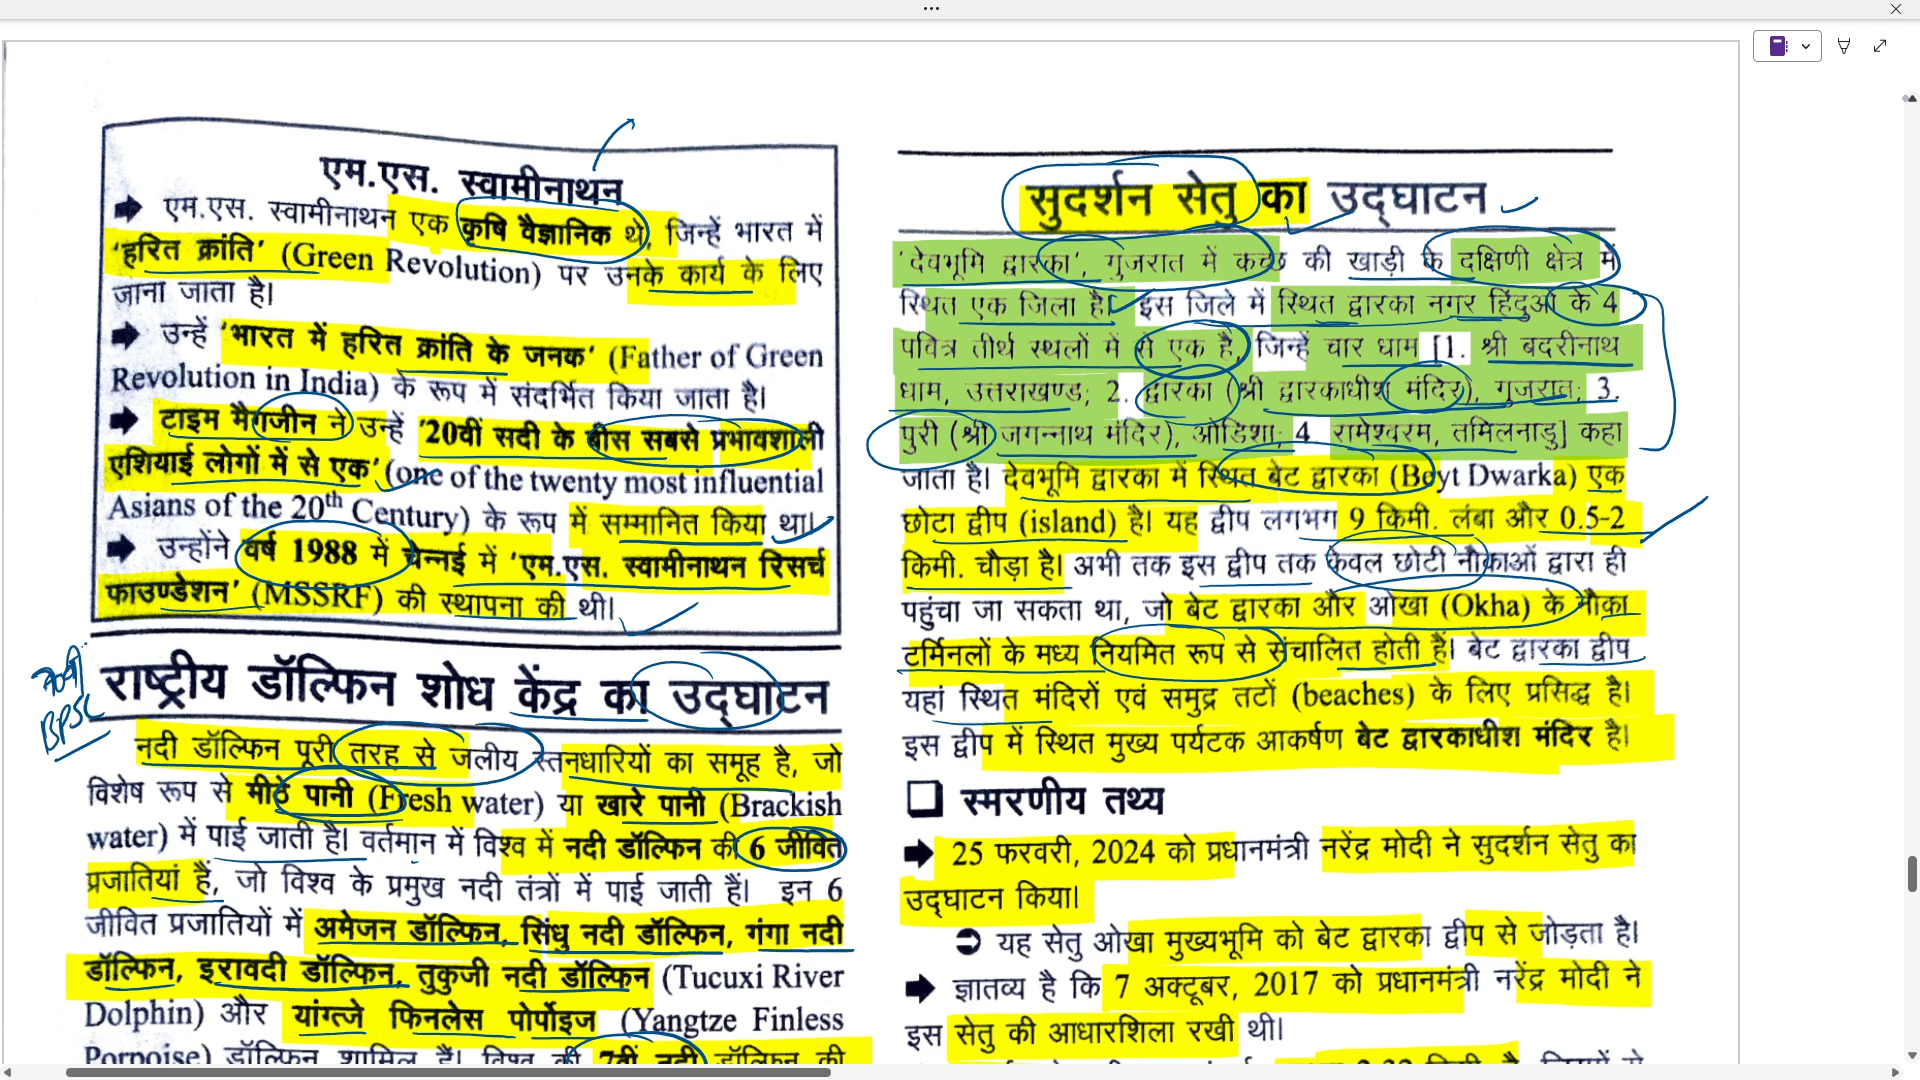 एम.एस. स्वामीनाथन
एम.एस. स्वामीनाथन एक कृषि वैज्ञानिक थे, जिन्हें भारत में
'हरित क्रांति' (Green Revolution) पर उनके कार्य के लिए
जाना जाता है।
उन्हें 'भारत में हरित क्रांति के जनक' (Father of Green
Revolution in India) के रूप में संदर्भित किया जाता है।
टाइम मैगजीन ने उन्हें '20वीं सदी के बीस सबसे प्रभावशाली
एशियाई लोगों में से एक' (one of the twenty most influential
Asians of the 20th Century) के रूप में सम्मानित किया था।
उन्होंने वर्ष 1988 में चेन्नई में 'एम.एस. स्वामीनाथन रिसर्च
फाउण्डेशन' (MSSRF) की स्थापना की थी।
BPSC
राष्ट्रीय डॉल्फिन शोध केंद्र का उद्घाटन
नदी डॉल्फिन पूरी तरह से जलीय स्तनधारियों का समूह है, जो
विशेष रूप से मीठे पानी (Fresh water) या खारे पानी (Brackish
water) में पाई जाती है। वर्तमान में विश्व में नदी डॉल्फिन की 6 जीवित
प्रजातियां हैं, जो विश्व के प्रमुख नदी तंत्रों में पाई जाती हैं। इन 6
जीवित प्रजातियों में अमेजन डॉल्फिन, सिंधु नदी डॉल्फिन, गंगा नदी
डॉल्फिन, इरावदी डॉल्फिन, तुकुजी नदी डॉल्फिन (Tucuxi River
Dolphin) और यांग्त्जे फिनलेस पोर्पोइज (Yangtze Finless
Porpoise) डॉल्फिन शामिल हैं। विश्व की 7वीं नदी डॉल्फिन की
सुदर्शन सेतु का उद्घाटन
'देवभूमि द्वारका', गुजरात में कच्छ की खाड़ी के दक्षिणी क्षेत्र में
स्थित एक जिला है। इस जिले में स्थित द्वारका नगर हिंदुओं के 4
पवित्र तीर्थ स्थलों में से एक है, जिन्हें चार धाम [1. श्री बदरीनाथ
धाम, उत्तराखण्ड; 2. द्वारका (श्री द्वारकाधीश मंदिर), गुजरात; 3.
पुरी (श्री जगन्नाथ मंदिर), ओडिशा; 4 रामेश्वरम, तमिलनाडु] कहा
जाता है। देवभूमि द्वारका में स्थित बेट द्वारका (Beyt Dwarka) एक
छोटा द्वीप (island) है। यह द्वीप लगभग 9 किमी. लंबा और 0.5-2
किमी. चौड़ा है। अभी तक इस द्वीप तक केवल छोटी नौकाओं द्वारा ही
पहुंचा जा सकता था, जो बेट द्वारका और ओखा (Okha) के नौका
टर्मिनलों के मध्य नियमित रूप से संचालित होती हैं। बेट द्वारका द्वीप
यहां स्थित मंदिरों एवं समुद्र तटों (beaches) के लिए प्रसिद्ध है।
इस द्वीप में स्थित मुख्य पर्यटक आकर्षण बेट द्वारकाधीश मंदिर है।
स्मरणीय तथ्य
25 फरवरी, 2024 को प्रधानमंत्री नरेंद्र मोदी ने सुदर्शन सेतु का
उद्घाटन किया।
यह सेतु ओखा मुख्यभूमि को बेट द्वारका द्वीप से जोड़ता है।
ज्ञातव्य है कि 7 अक्टूबर, 2017 को प्रधानमंत्री नरेंद्र मोदी ने
इस सेतु की आधारशिला रखी थी।